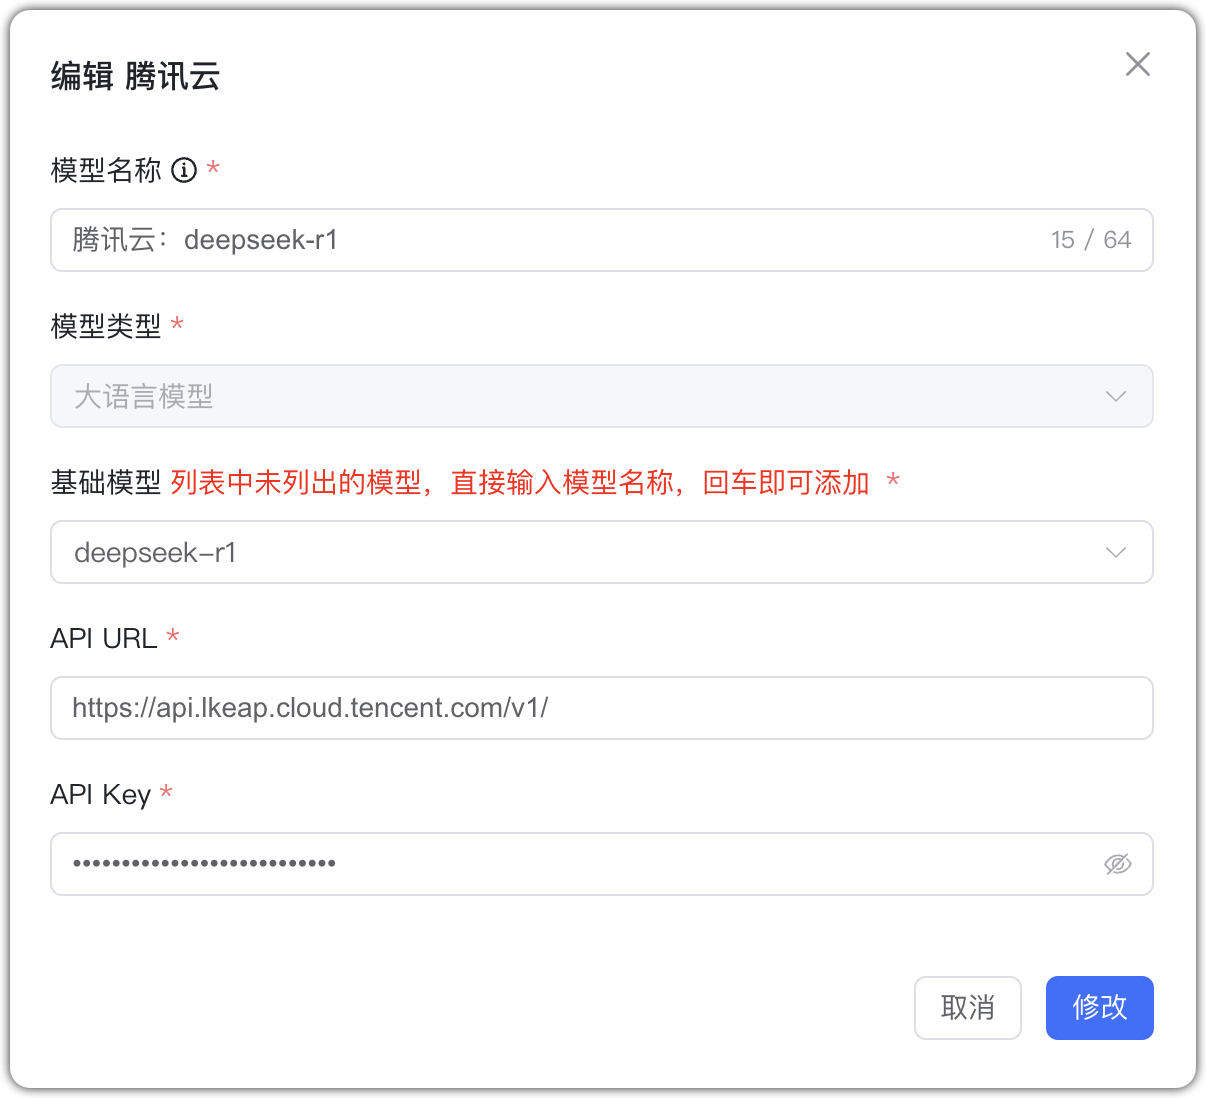 编辑 腾讯云
模型名称 *
腾讯云：deepseek-r1 15 / 64
模型类型 *
大语言模型
基础模型 列表中未列出的模型，直接输入模型名称，回车即可添加 *
deepseek-r1
API URL *
https://api.lkeap.cloud.tencent.com/v1/
API Key *
•••••••••••••••••••••••••••
取消 修改